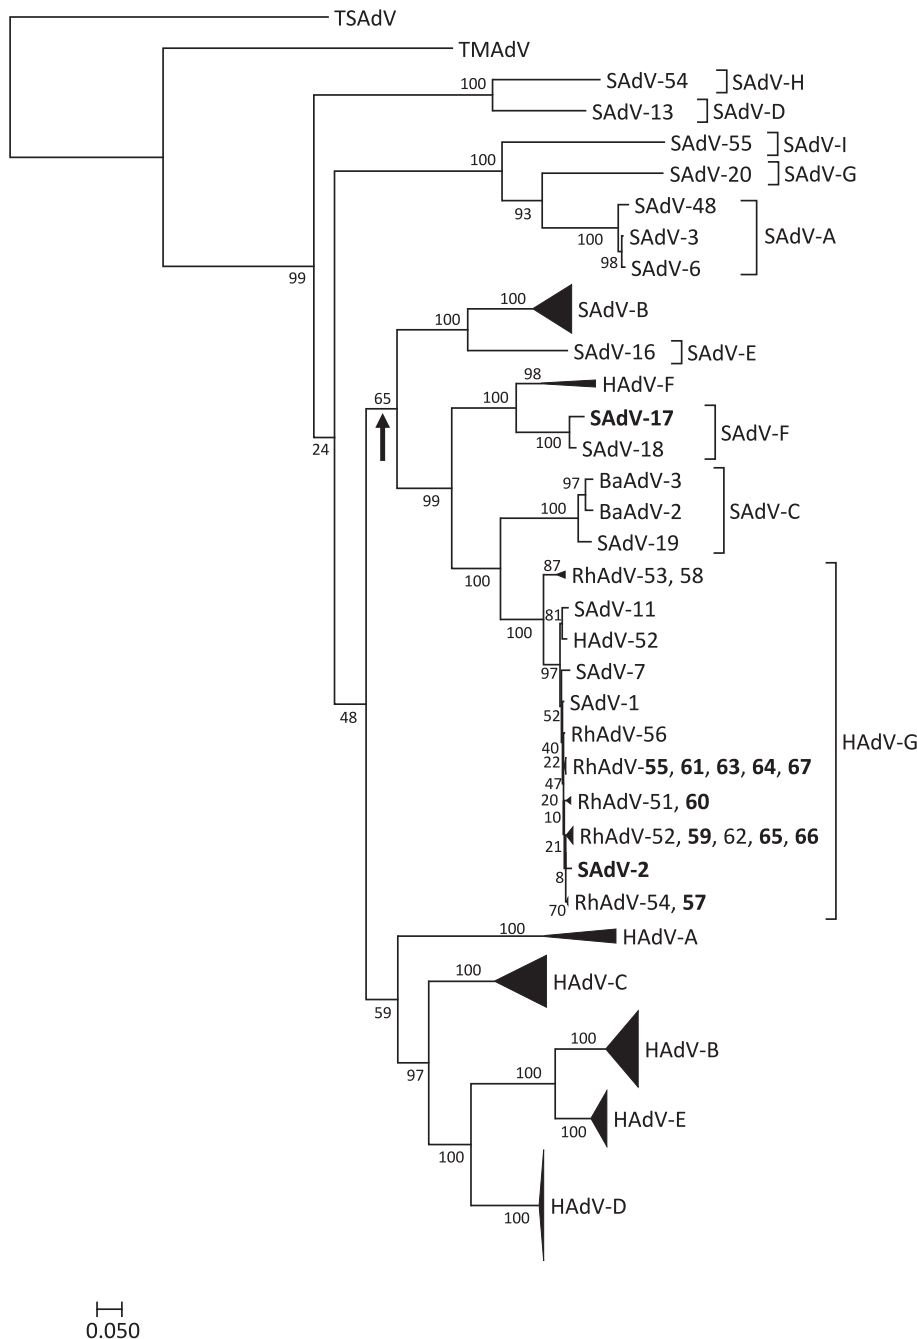 TSAdV
TMAdV
100
SAdV-54
SAdV-H
SAdV-13
SAdV-D
99
100
SAdV-55
SAdV-I
SAdV-20
SAdV-G
93
SAdV-48
100
SAdV-3
SAdV-A
98
SAdV-6
24
100
100
SAdV-B
SAdV-16
SAdV-E
65
98
HAdV-F
100
SAdV-17
SAdV-F
100
SAdV-18
99
97
BaAdV-3
100
BaAdV-2
SAdV-C
SAdV-19
100
87
RhAdV-53, 58
100
81
SAdV-11
HAdV-52
97
SAdV-7
SAdV-1
52
RhAdV-56
HAdV-G
40
22
RhAdV-55, 61, 63, 64, 67
47
20
RhAdV-51, 60
10
RhAdV-52, 59, 62, 65, 66
21
SAdV-2
8
RhAdV-54, 57
70
48
100
HAdV-A
59
100
HAdV-C
97
100
100
HAdV-B
100
HAdV-E
100
100
HAdV-D
0.050